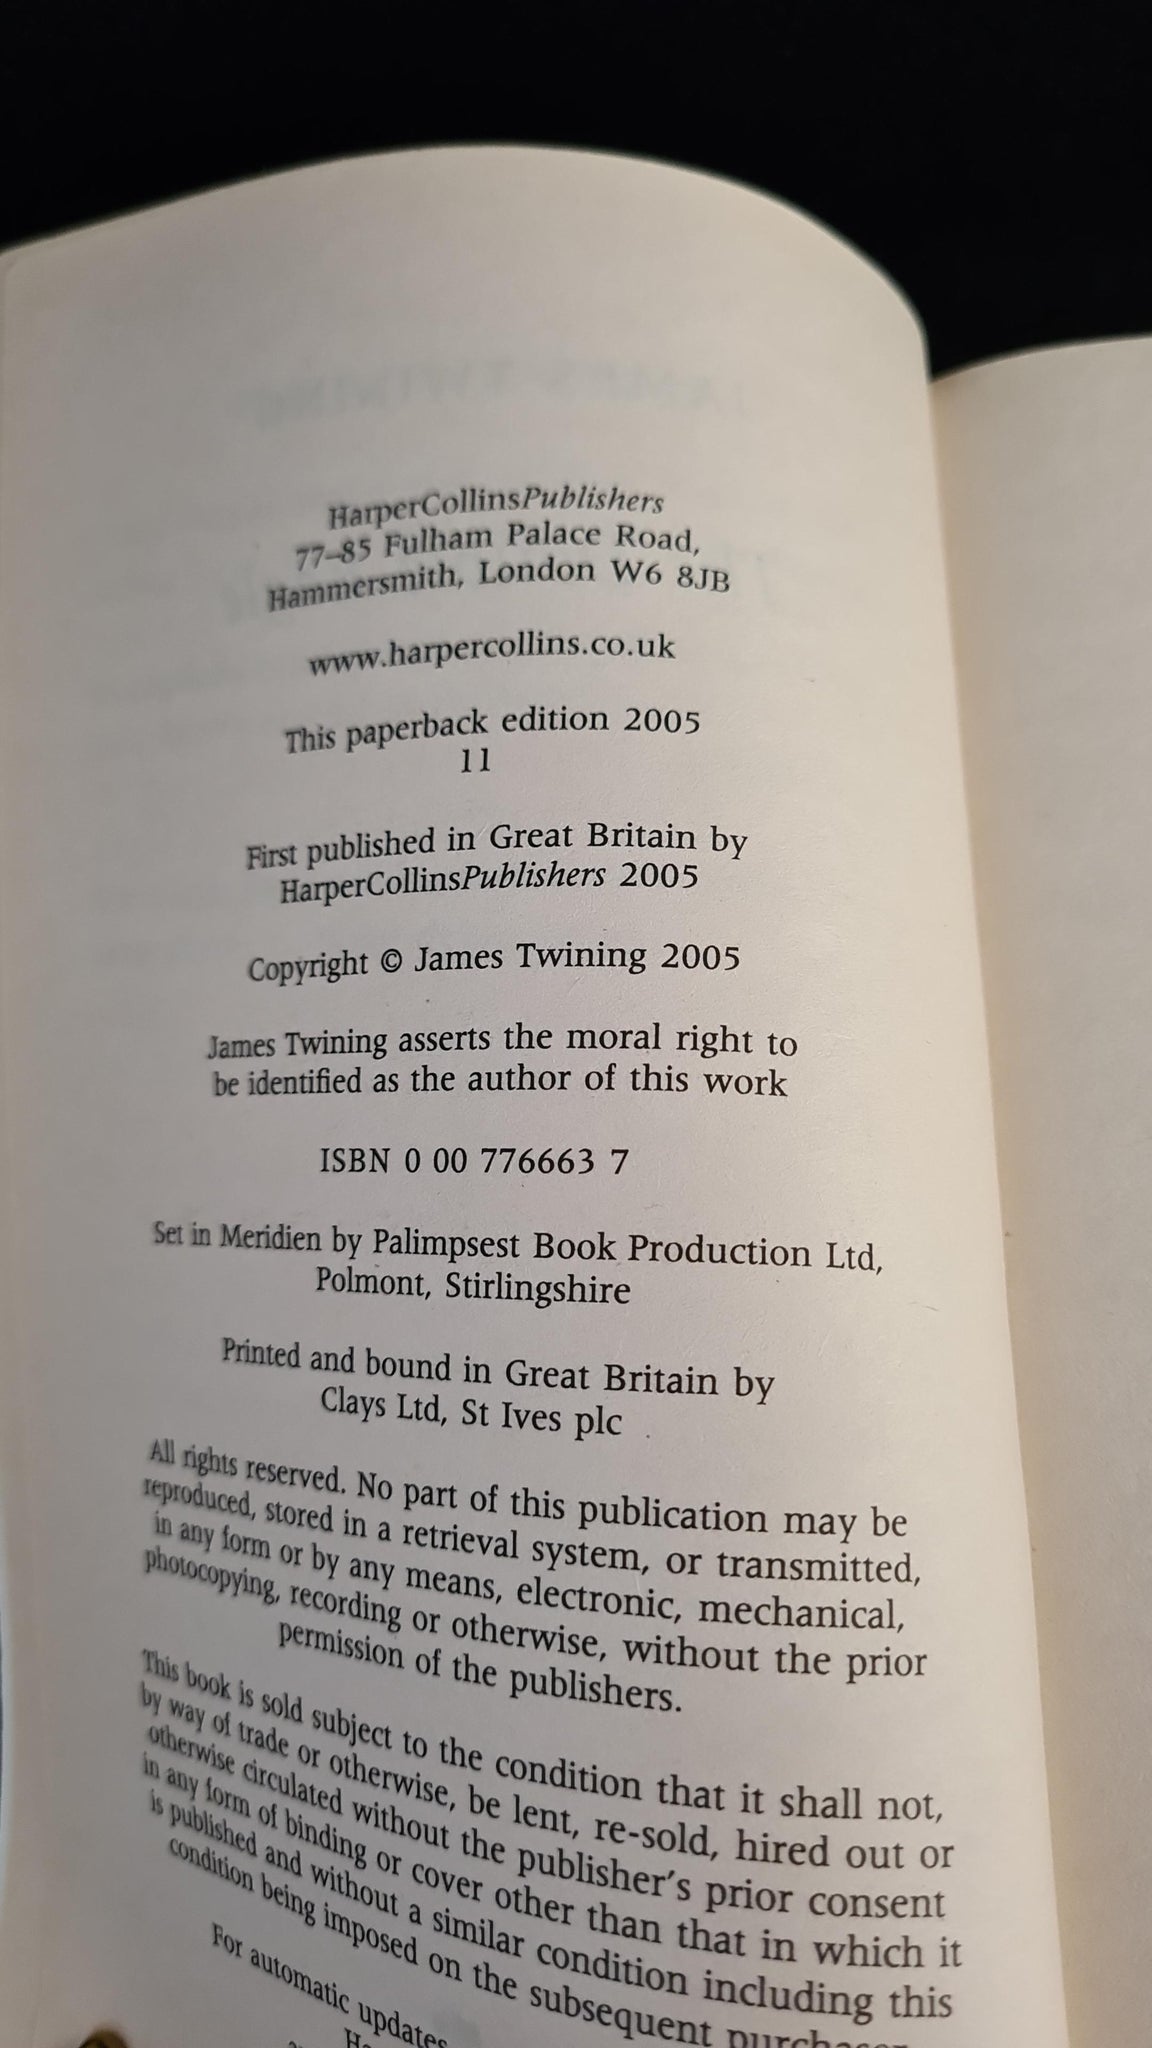 HarperCollinsPublishers
77–85 Fulham Palace Road,
Hammersmith, London W6 8JB
www.harpercollins.co.uk
This paperback edition 2005
11
First published in Great Britain by
HarperCollinsPublishers 2005
Copyright © James Twining 2005
James Twining asserts the moral right to
be identified as the author of this work
ISBN 0 00 776663 7
Set in Meridien by Palimpsest Book Production Ltd,
Polmont, Stirlingshire
Printed and bound in Great Britain by
Clays Ltd, St Ives plc
All rights reserved. No part of this publication may be
reproduced, stored in a retrieval system, or transmitted,
in any form or by any means, electronic, mechanical,
photocopying, recording or otherwise, without the prior
permission of the publishers.
This book is sold subject to the condition that it shall not,
by way of trade or otherwise, be lent, re-sold, hired out or
otherwise circulated without the publisher's prior consent
in any form of binding or cover other than that in which it
is published and without a similar condition including this
condition being imposed on the subsequent
For automatic updates